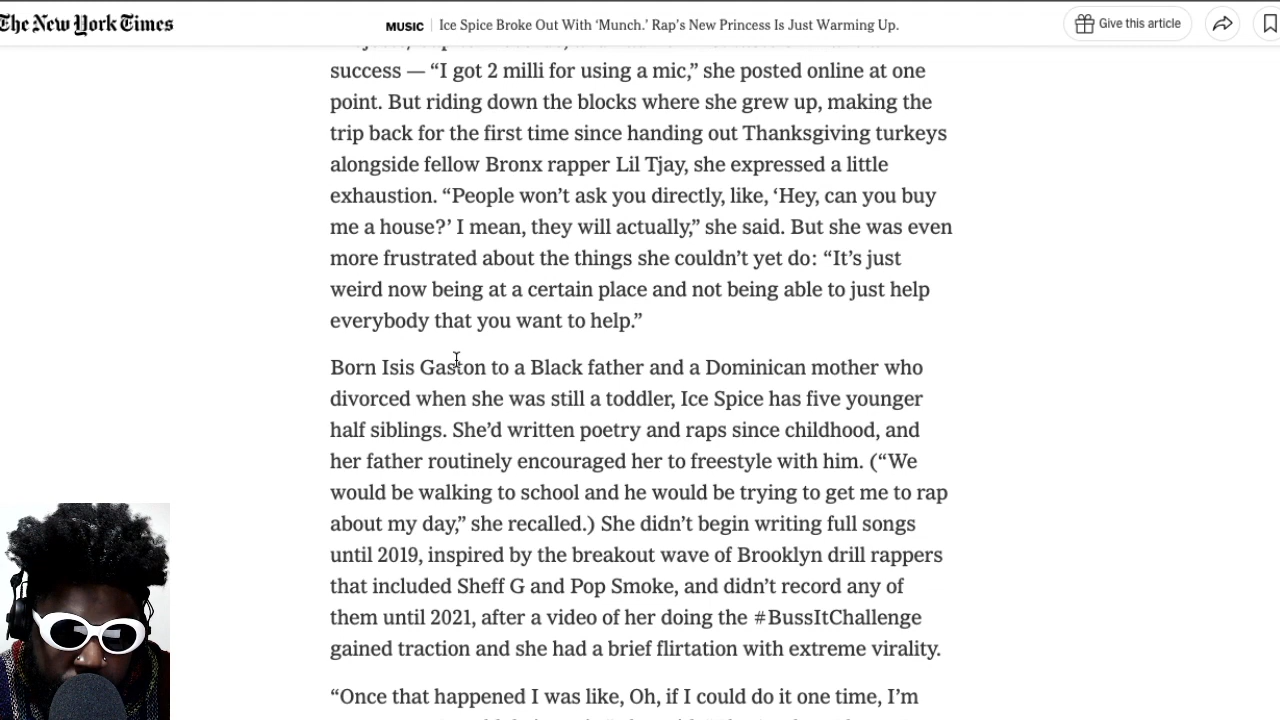 The New York Times
MUSIC Ice Spice Broke Out With ‘Munch.’ Rap’s New Princess Is Just Warming Up.
Give this article
success — “I got 2 milli for using a mic,” she posted online at one
point. But riding down the blocks where she grew up, making the
trip back for the first time since handing out Thanksgiving turkeys
alongside fellow Bronx rapper Lil Tjay, she expressed a little
exhaustion. “People won’t ask you directly, like, ‘Hey, can you buy
me a house?’ I mean, they will actually,” she said. But she was even
more frustrated about the things she couldn’t yet do: “It’s just
weird now being at a certain place and not being able to just help
everybody that you want to help.”
Born Isis Gaston to a Black father and a Dominican mother who
divorced when she was still a toddler, Ice Spice has five younger
half siblings. She’d written poetry and raps since childhood, and
her father routinely encouraged her to freestyle with him. (“We
would be walking to school and he would be trying to get me to rap
about my day,” she recalled.) She didn’t begin writing full songs
until 2019, inspired by the breakout wave of Brooklyn drill rappers
that included Sheff G and Pop Smoke, and didn’t record any of
them until 2021, after a video of her doing the #BussItChallenge
gained traction and she had a brief flirtation with extreme virality.
“Once that happened I was like, Oh, if I could do it one time, I’m